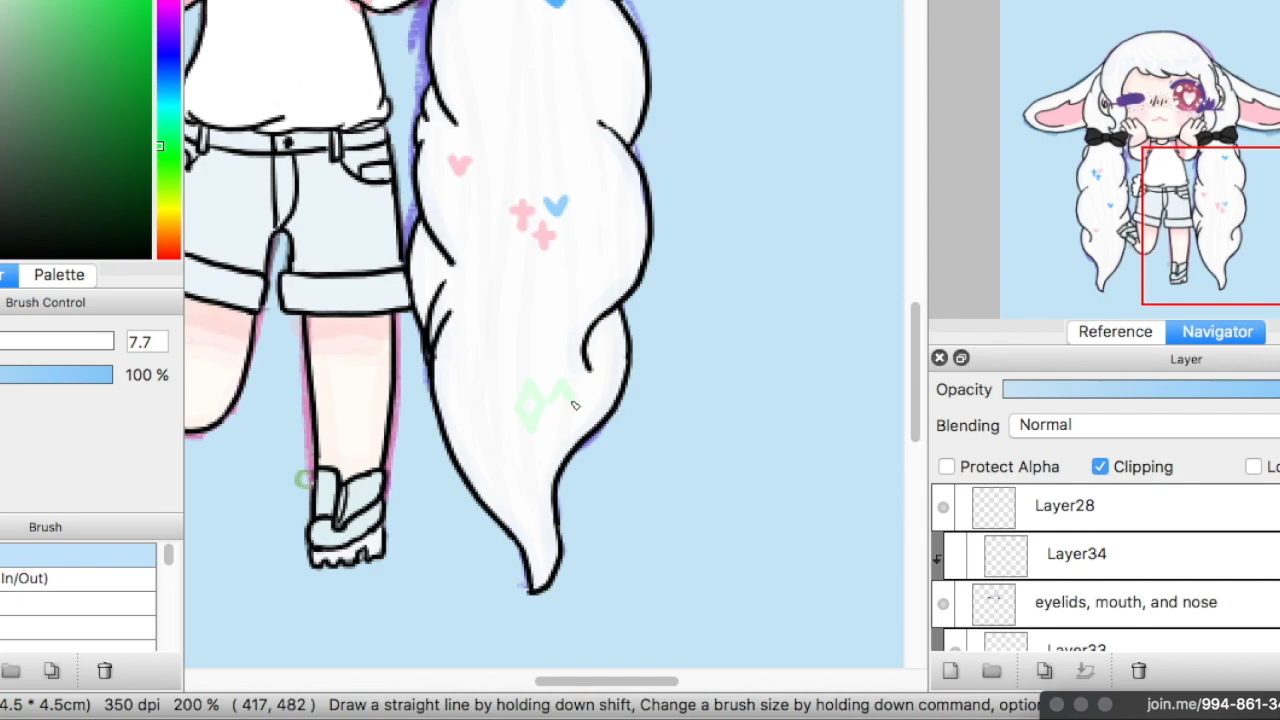 Palette
Brush Control
7.7
100 %
Brush
In/Out)
Reference
Navigator
Layer
Opacity
Blending
Normal
Protect Alpha
Clipping
Layer28
Layer34
eyelids, mouth, and nose
Layer33
4.5 * 4.5cm) 350 dpi 200 % ( 417, 482 ) Draw a straight line by holding down shift, Change a brush size by holding down command,
join.me/994-861-3